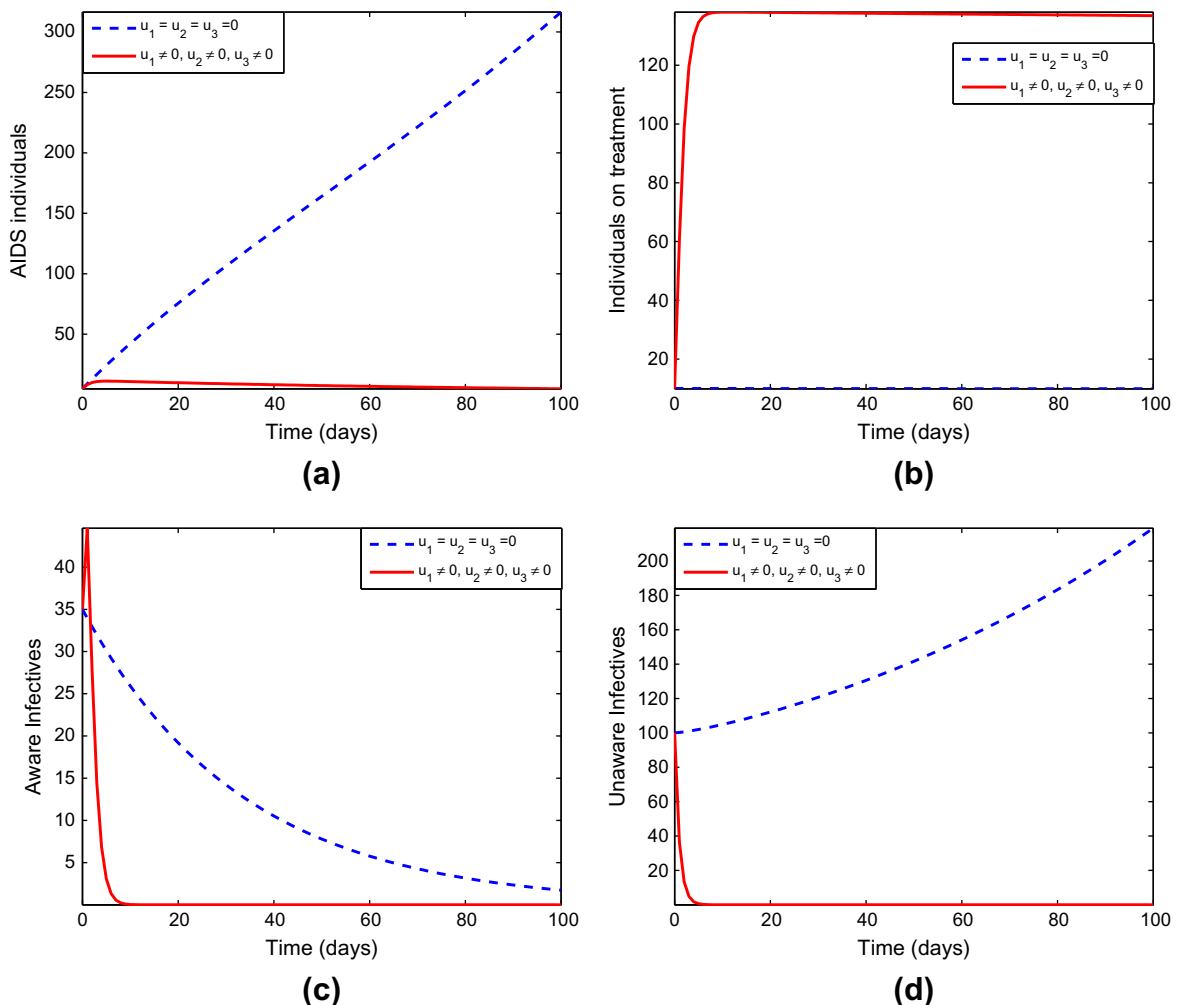 u₁ = u₂ = u₃ =0
u₁ ≠ 0, u₂ ≠ 0, u₃ ≠ 0
300
250
200
150
100
50
0
20
40
60
80
100
AIDS individuals
Time (days)
(a)
u₁ = u₂ = u₃ =0
u₁ ≠ 0, u₂ ≠ 0, u₃ ≠ 0
120
100
80
60
40
20
0
20
40
60
80
100
Individuals on treatment
Time (days)
(b)
u₁ = u₂ = u₃ =0
u₁ ≠ 0, u₂ ≠ 0, u₃ ≠ 0
40
35
30
25
20
15
10
5
0
20
40
60
80
100
Aware Infectives
Time (days)
(c)
u₁ = u₂ = u₃ =0
u₁ ≠ 0, u₂ ≠ 0, u₃ ≠ 0
200
180
160
140
120
100
80
60
40
20
0
20
40
60
80
100
Unaware Infectives
Time (days)
(d)